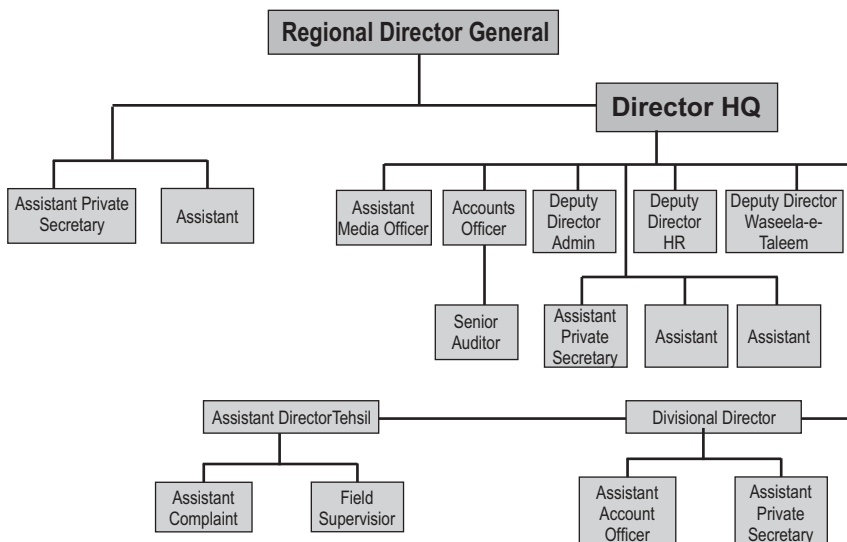 Regional Director General
Director HQ
Assistant Private
Secretary
Assistant
Assistant
Media Officer
Accounts
Officer
Deputy
Director
Admin
Deputy
Director
HR
Deputy Director
Waseela-e-
Taleem
Senior
Auditor
Assistant
Private
Secretary
Assistant
Assistant
Assistant DirectorTehsil
Divisional Director
Assistant
Complaint
Field
Supervisior
Assistant
Account
Officer
Assistant
Private
Secretary